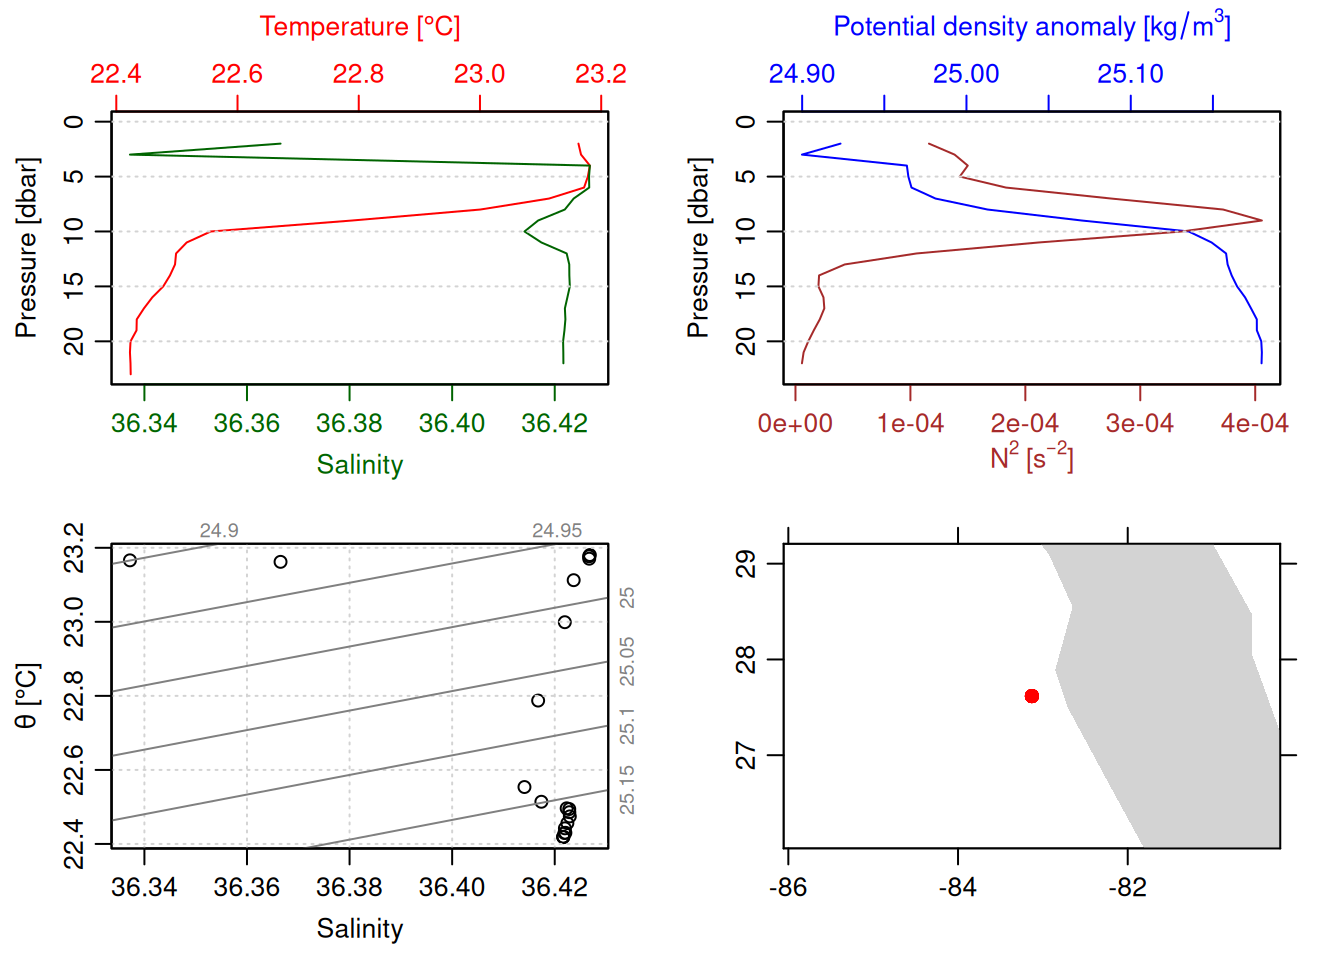 Temperature [°C]
22.4 22.6 22.8 23.0 23.2
Pressure [dbar]
0
5
10
15
20
36.34 36.36 36.38 36.40 36.42
Salinity
Potential density anomaly [kg/m³]
24.90 25.00 25.10
Pressure [dbar]
0
5
10
15
20
0e+00 1e-04 2e-04 3e-04 4e-04
N² [s⁻²]
24.9 24.95
θ [°C]
23.2
23.0
22.8
22.6
22.4
25
25.05
25.1
25.15
36.34 36.36 36.38 36.40 36.42
Salinity
29
28
27
-86 -84 -82